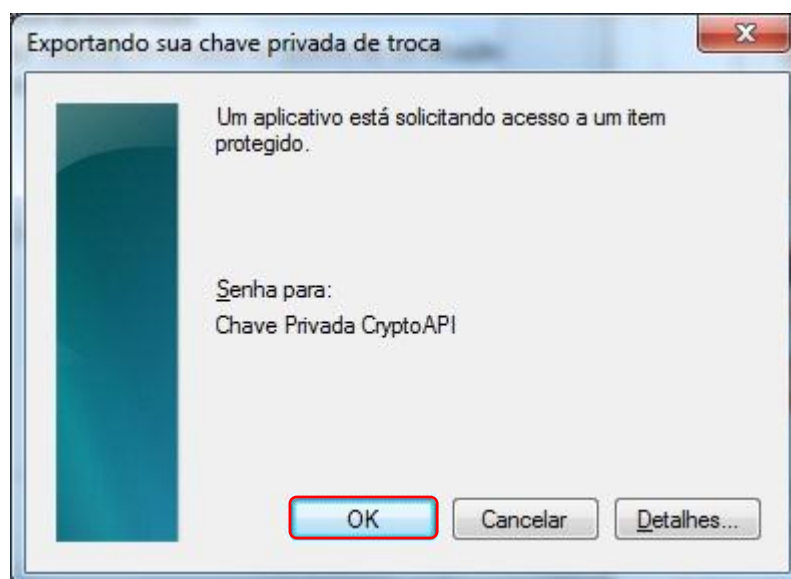 Exportando sua chave privada de troca
Um aplicativo está solicitando acesso a um item
protegido.
Senha para:
Chave Privada CryptoAPI
OK
Cancelar
Detalhes...